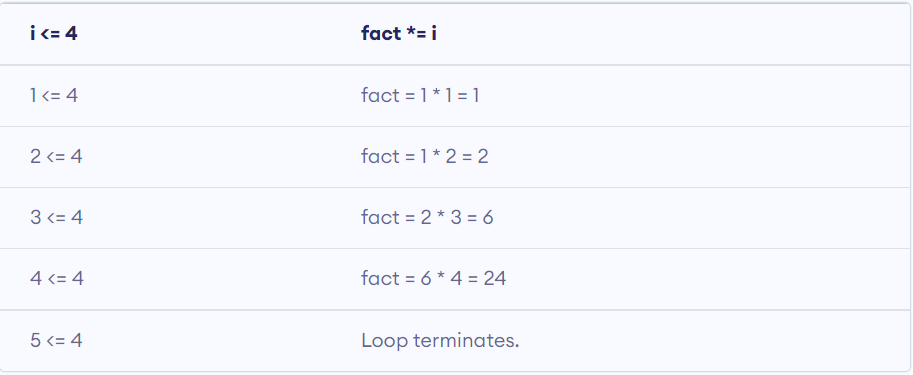 i <= 4 fact *= i
1 <= 4 fact = 1 * 1 = 1
2 <= 4 fact = 1 * 2 = 2
3 <= 4 fact = 2 * 3 = 6
4 <= 4 fact = 6 * 4 = 24
5 <= 4 Loop terminates.